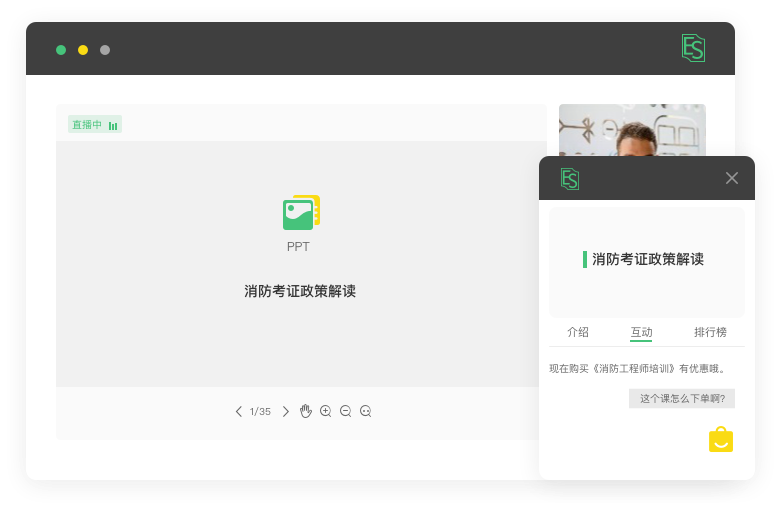 ES
直播中
PPT
消防考证政策解读
1/35
ES
消防考证政策解读
介绍 互动 排行榜
现在购买《消防工程师培训》有优惠哦。
这个课怎么下单啊?